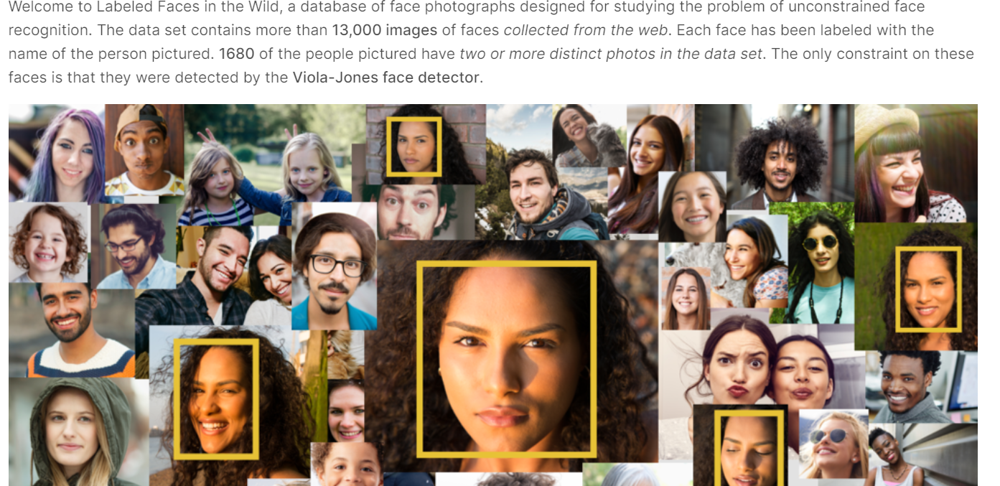 Welcome to Labeled Faces in the Wild, a database of face photographs designed for studying the problem of unconstrained face
recognition. The data set contains more than 13,000 images of faces collected from the web. Each face has been labeled with the
name of the person pictured. 1680 of the people pictured have two or more distinct photos in the data set. The only constraint on these
faces is that they were detected by the Viola-Jones face detector.